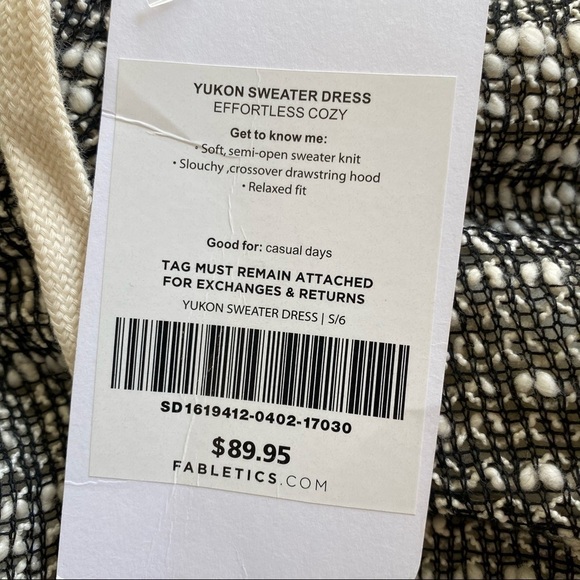 YUKON SWEATER DRESS
EFFORTLESS COZY
Get to know me:
• Soft, semi-open sweater knit
• Slouchy ,crossover drawstring hood
• Relaxed fit
Good for: casual days
TAG MUST REMAIN ATTACHED
FOR EXCHANGES & RETURNS
YUKON SWEATER DRESS | S/6
SD1619412-0402-17030
$89.95
FABLETICS.COM